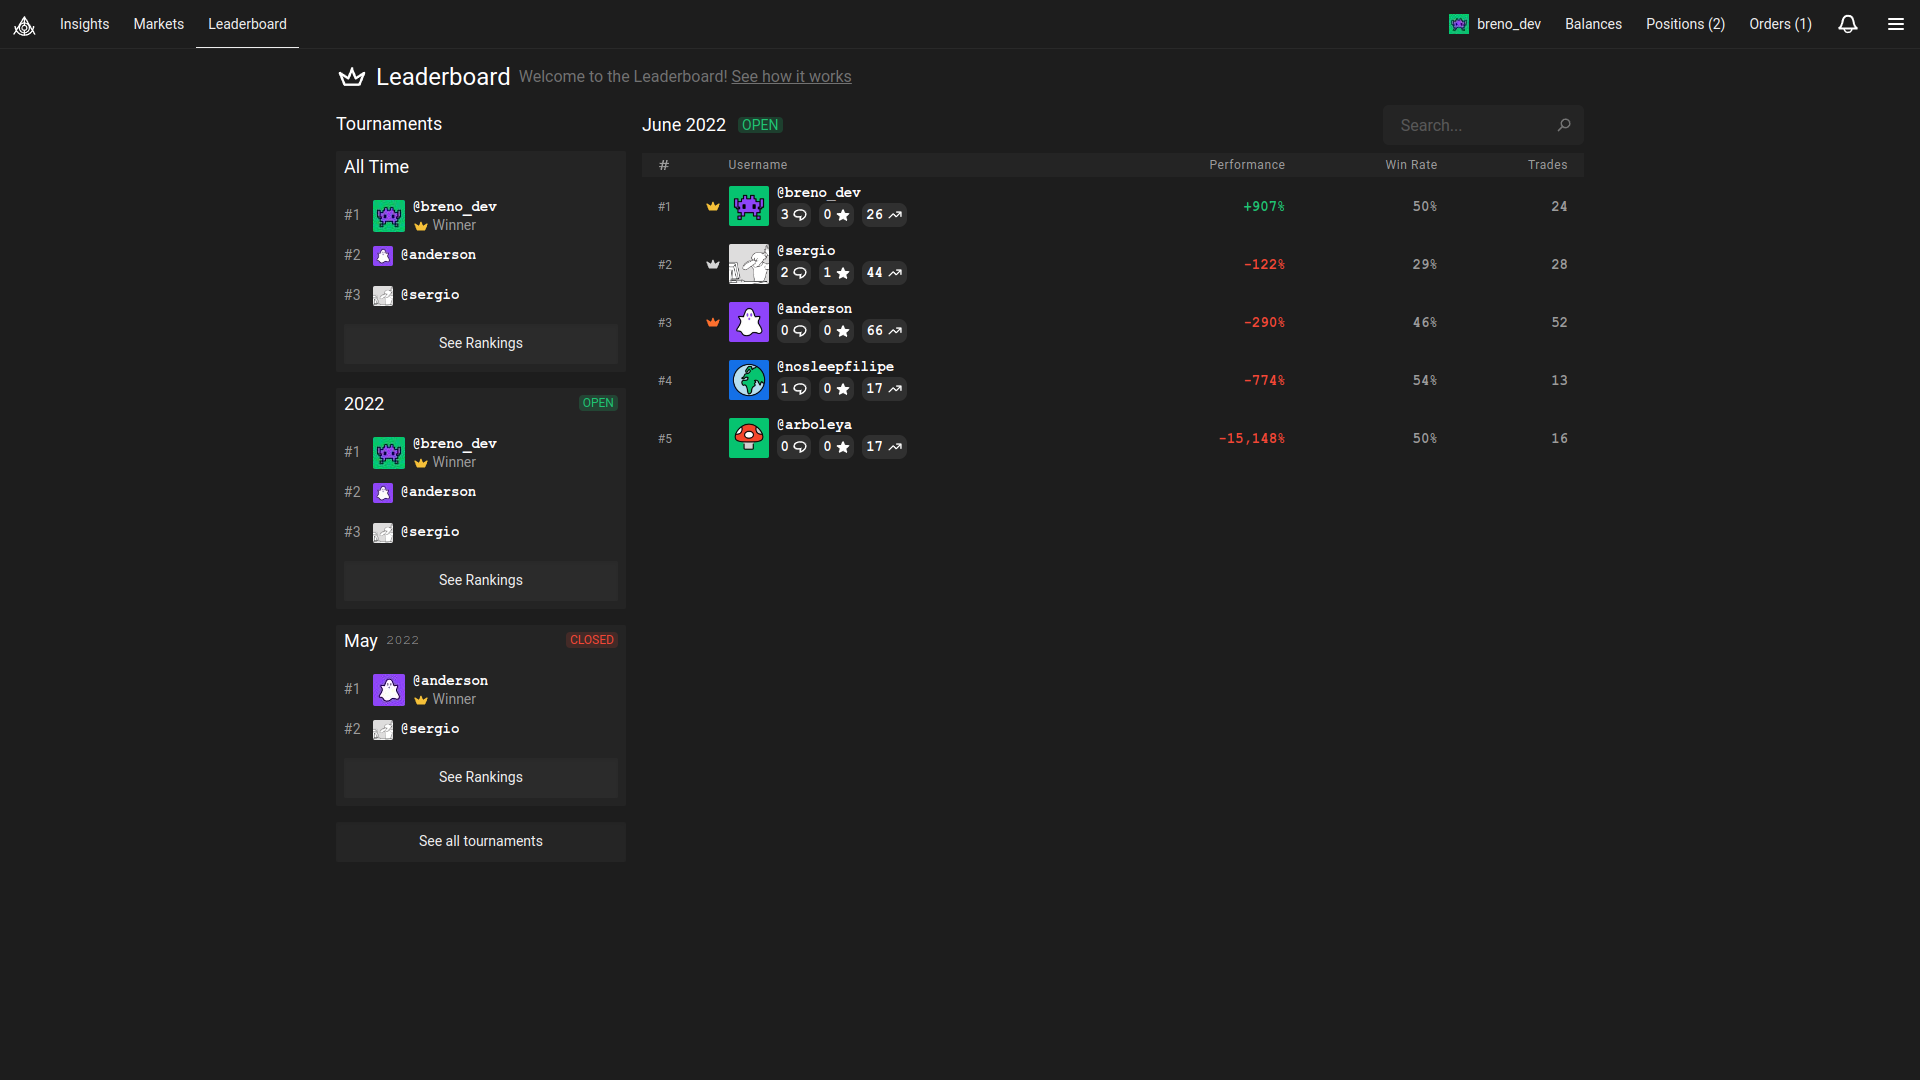 Insights Markets Leaderboard breno_dev Balances Positions (2) Orders (1)
Leaderboard Welcome to the Leaderboard! See how it works
Tournaments
All Time
#1 @breno_dev
Winner
#2 @anderson
#3 @sergio
See Rankings
2022 OPEN
#1 @breno_dev
Winner
#2 @anderson
#3 @sergio
See Rankings
May 2022 CLOSED
#1 @anderson
Winner
#2 @sergio
See Rankings
See all tournaments
June 2022 OPEN Search...
# Username Performance Win Rate Trades
#1 @breno_dev +907% 50% 24
3 0 26
#2 @sergio -122% 29% 28
2 1 44
#3 @anderson -290% 46% 52
0 0 66
#4 @nosleepfilipe -774% 54% 13
1 0 17
#5 @arboleya -15,148% 50% 16
0 0 17